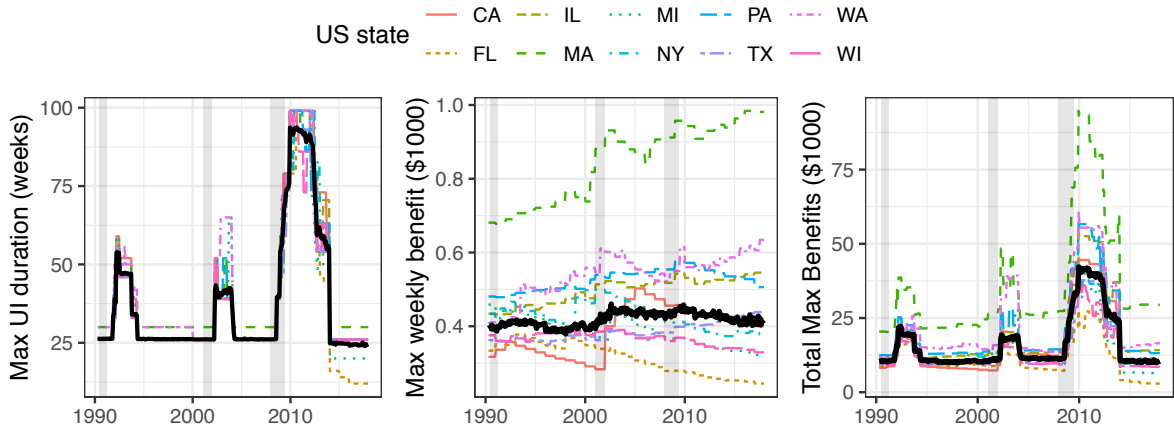 US state
CA IL MI PA WA
FL MA NY TX WI
Max UI duration (weeks)
100
75
50
25
1990 2000 2010
Max weekly benefit ($1000)
1.0
0.8
0.6
0.4
1990 2000 2010
Total Max Benefits ($1000)
75
50
25
0
1990 2000 2010